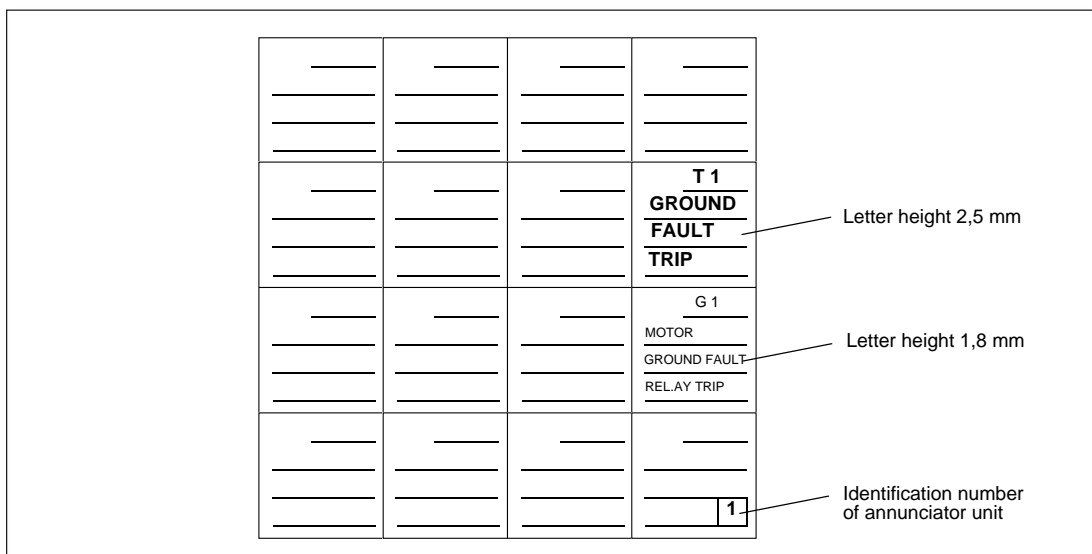 T 1
GROUND
FAULT
TRIP
Letter height 2,5 mm
G 1
MOTOR
GROUND FAULT
REL.AY TRIP
Letter height 1,8 mm
1
Identification number
of annunciator unit